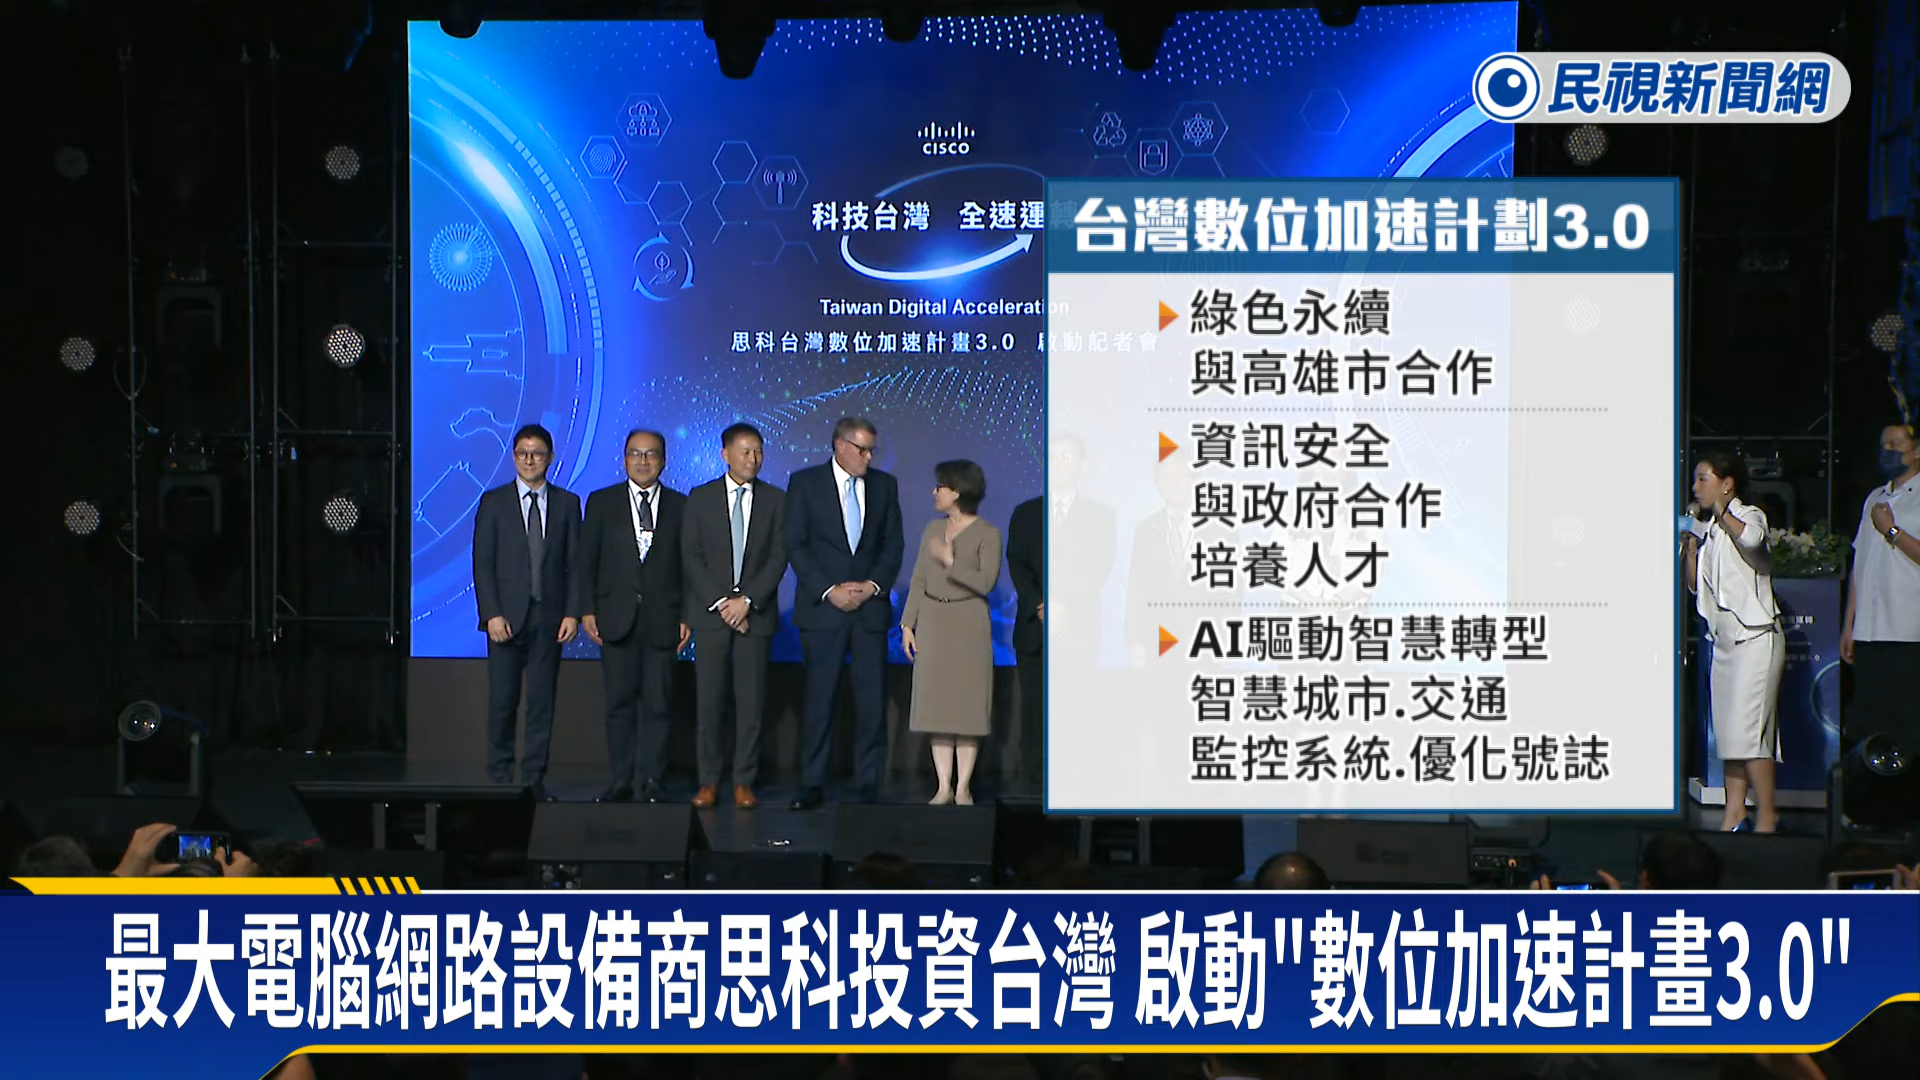 民視新聞網
CISCO
科技台灣 全速運轉
Taiwan Digital Acceleration
思科台灣數位加速計畫3.0 啟動記者會
台灣數位加速計劃3.0
綠色永續
與高雄市合作
資訊安全
與政府合作
培養人才
AI驅動智慧轉型
智慧城市.交通
監控系統.優化號誌
最大電腦網路設備商思科投資台灣 啟動"數位加速計畫3.0"